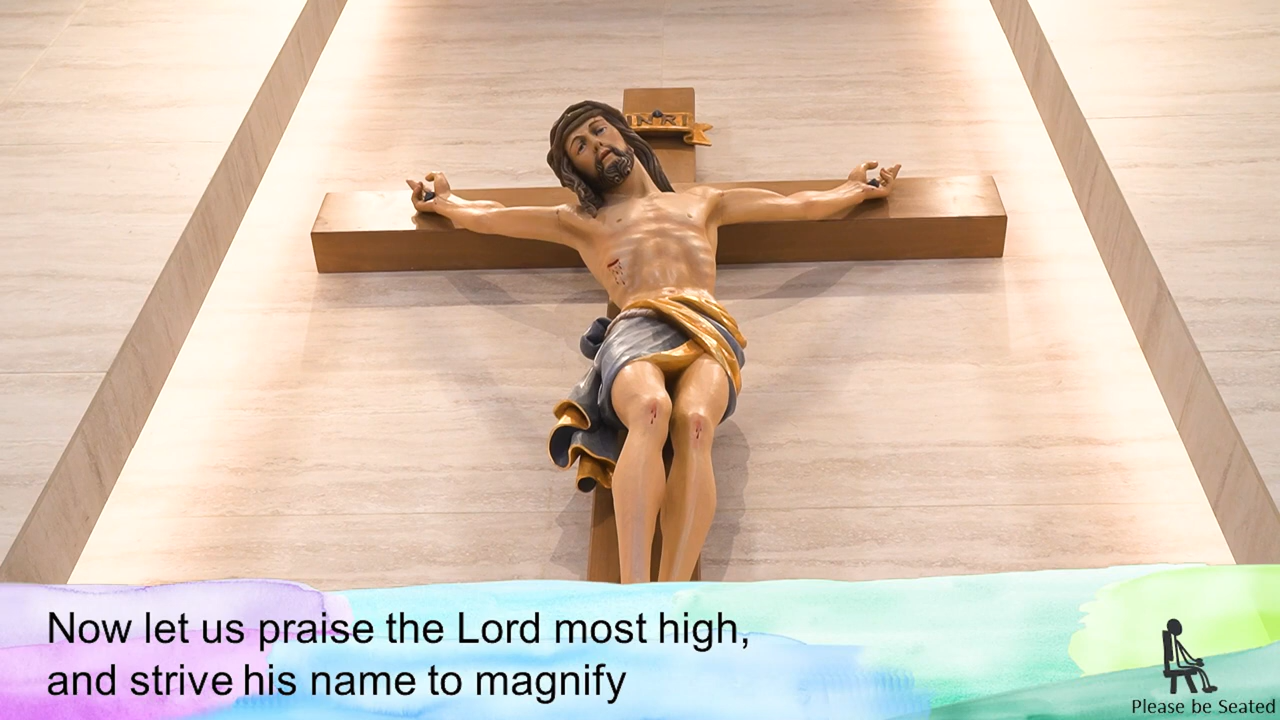 INRI
Now let us praise the Lord most high,
and strive his name to magnify
Please be Seated